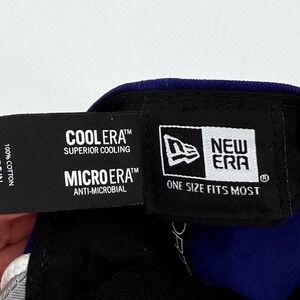 100% COTTON
COOLERA™
SUPERIOR COOLING
MICROERA™
ANTI-MICROBIAL
NEW
ERA
®
ONE SIZE FITS MOST